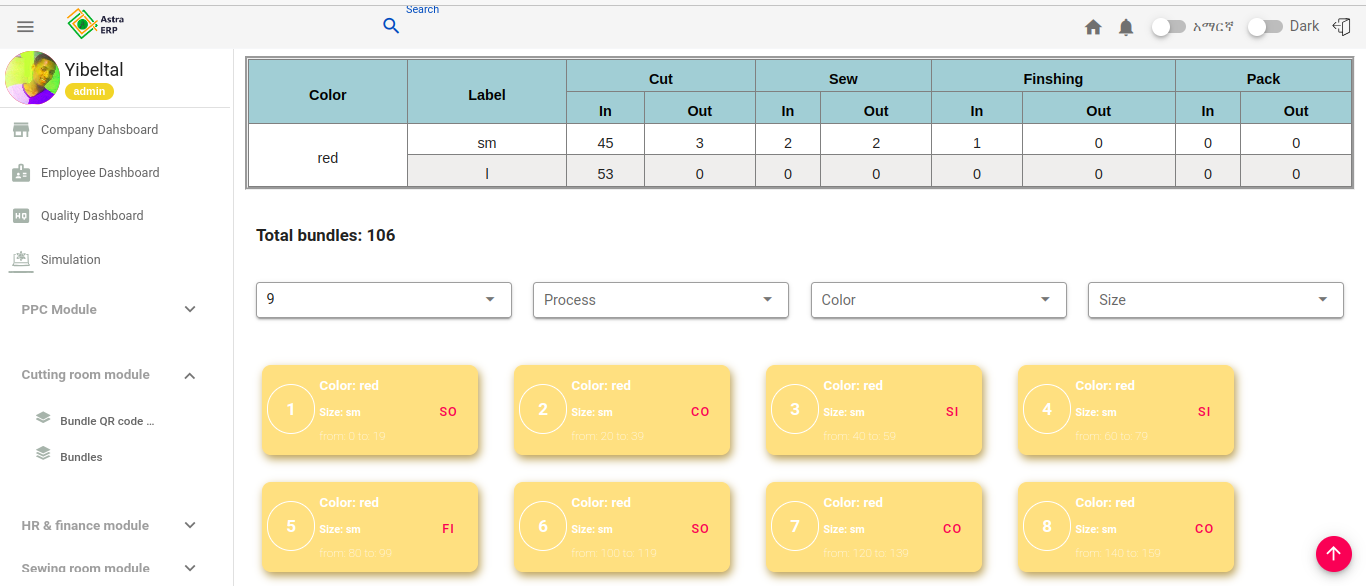 Astra
ERP
Search
አማርኛ
Dark
Yibeltal
admin
Company Dahsboard
Employee Dashboard
Quality Dashboard
Simulation
PPC Module
Cutting room module
Bundle QR code ...
Bundles
HR & finance module
Sewing room module
Color Label Cut Sew Finshing Pack
In Out In Out In Out In Out
red sm 45 3 2 2 1 0 0 0
l 53 0 0 0 0 0 0 0
Total bundles: 106
9 Process Color Size
1 Color: red Size: sm from: 0 to: 19 SO
2 Color: red Size: sm from: 20 to: 39 CO
3 Color: red Size: sm from: 40 to: 59 SI
4 Color: red Size: sm from: 60 to: 79 SI
5 Color: red Size: sm from: 80 to: 99 FI
6 Color: red Size: sm from: 100 to: 119 SO
7 Color: red Size: sm from: 120 to: 139 CO
8 Color: red Size: sm from: 140 to: 159 CO